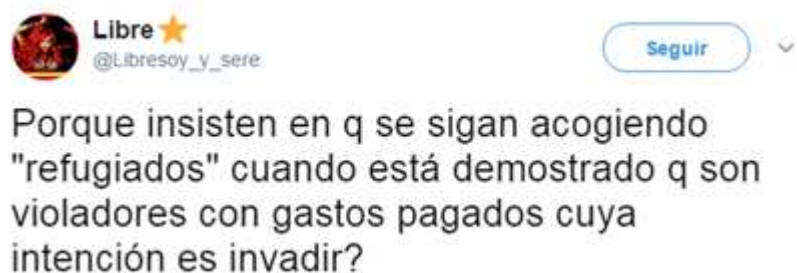 Libre ⭐
@Libresoy_y_sere
Seguir
Porque insisten en q se sigan acogiendo
"refugiados" cuando está demostrado q son
violadores con gastos pagados cuya
intención es invadir?